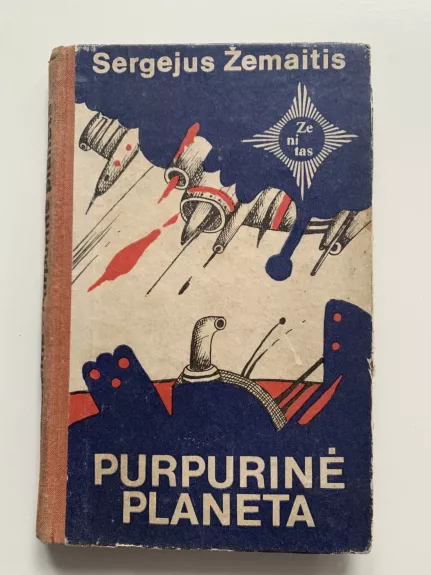 Sergejus Žemaitis
Ze
ni
tas
PURPURINĖ
PLANETA